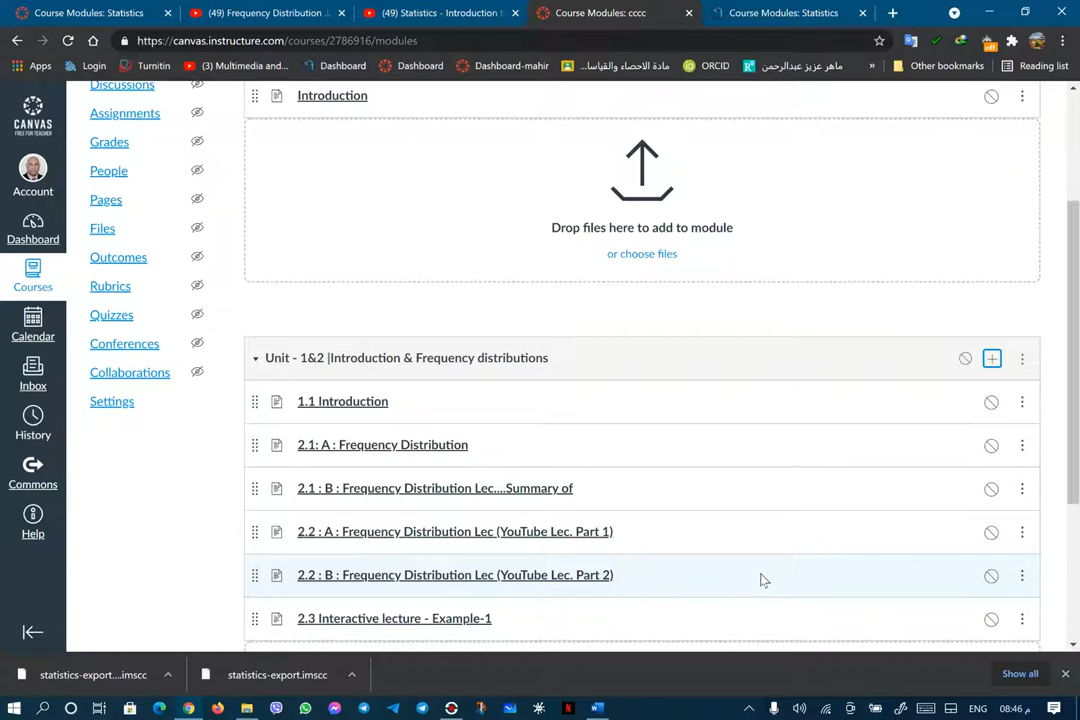 Course Modules: Statistics
(49) Frequency Distribution .
(49) Statistics - Introduction
Course Modules: cccc
Course Modules: Statistics
https://canvas.instructure.com/courses/2786916/modules
Apps
Login
Turnitin
(3) Multimedia and...
Dashboard
Dashboard
Dashboard-mahir
مادة الاحصاء والقياسا...
ORCID
ماهر عزيز عبدالرحمن
»
Other bookmarks
Reading list
off
CANVAS
FREE FOR TEACHER
Account
Dashboard
Courses
Calendar
Inbox
History
Commons
Help
Discussions
Assignments
Grades
People
Pages
Files
Outcomes
Rubrics
Quizzes
Conferences
Collaborations
Settings
Introduction
Drop files here to add to module
or choose files
Unit - 1&2 |Introduction & Frequency distributions
1.1 Introduction
2.1: A : Frequency Distribution
2.1 : B : Frequency Distribution Lec....Summary of
2.2 : A : Frequency Distribution Lec (YouTube Lec. Part 1)
2.2 : B : Frequency Distribution Lec (YouTube Lec. Part 2)
2.3 Interactive lecture - Example-1
statistics-export....imscc
statistics-export.imscc
Show all
ENG
08:46 م